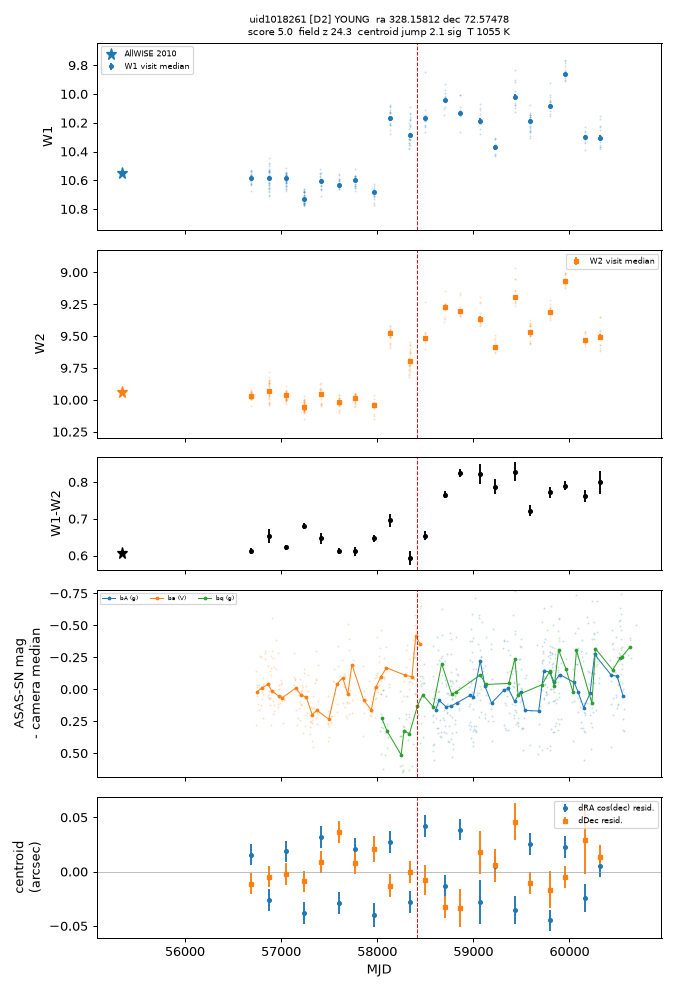 uid1018261 [D2] YOUNG ra 328.15812 dec 72.57478
score 5.0 field z 24.3 centroid jump 2.1 sig T 1055 K
AllWISE 2010
W1 visit median
W1
9.8
10.0
10.2
10.4
10.6
10.8
W2 visit median
W2
9.00
9.25
9.50
9.75
10.00
10.25
W1-W2
0.8
0.7
0.6
bA (g)
ba (V)
bq (g)
ASAS-SN mag
- camera median
−0.75
−0.50
−0.25
0.00
0.25
0.50
dRA cos(dec) resid.
dDec resid.
centroid
(arcsec)
0.05
0.00
−0.05
56000
57000
58000
59000
60000
MJD